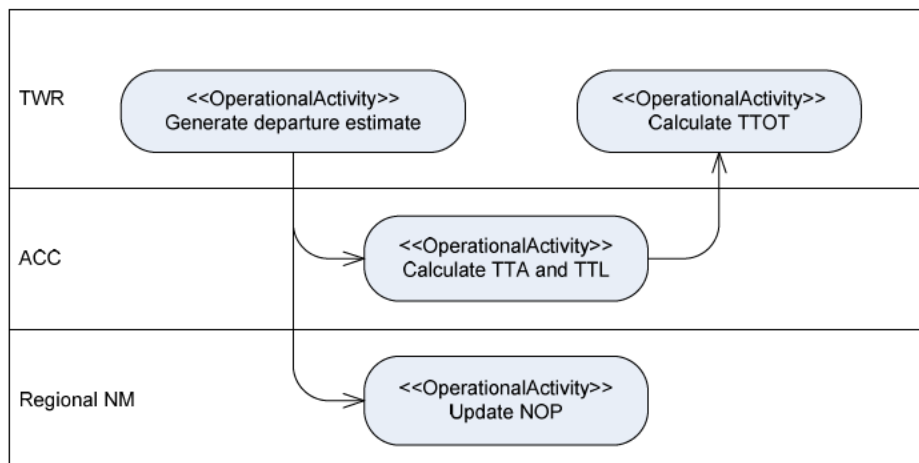 TWR
<<OperationalActivity>>
Generate departure estimate
<<OperationalActivity>>
Calculate TTOT
ACC
<<OperationalActivity>>
Calculate TTA and TTL
Regional NM
<<OperationalActivity>>
Update NOP